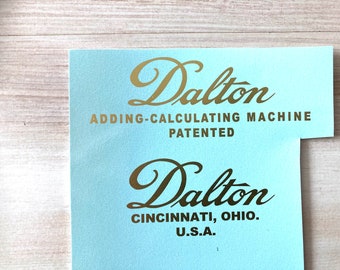 Dalton
ADDING-CALCULATING MACHINE
PATENTED
Dalton
CINCINNATI, OHIO.
U.S.A.